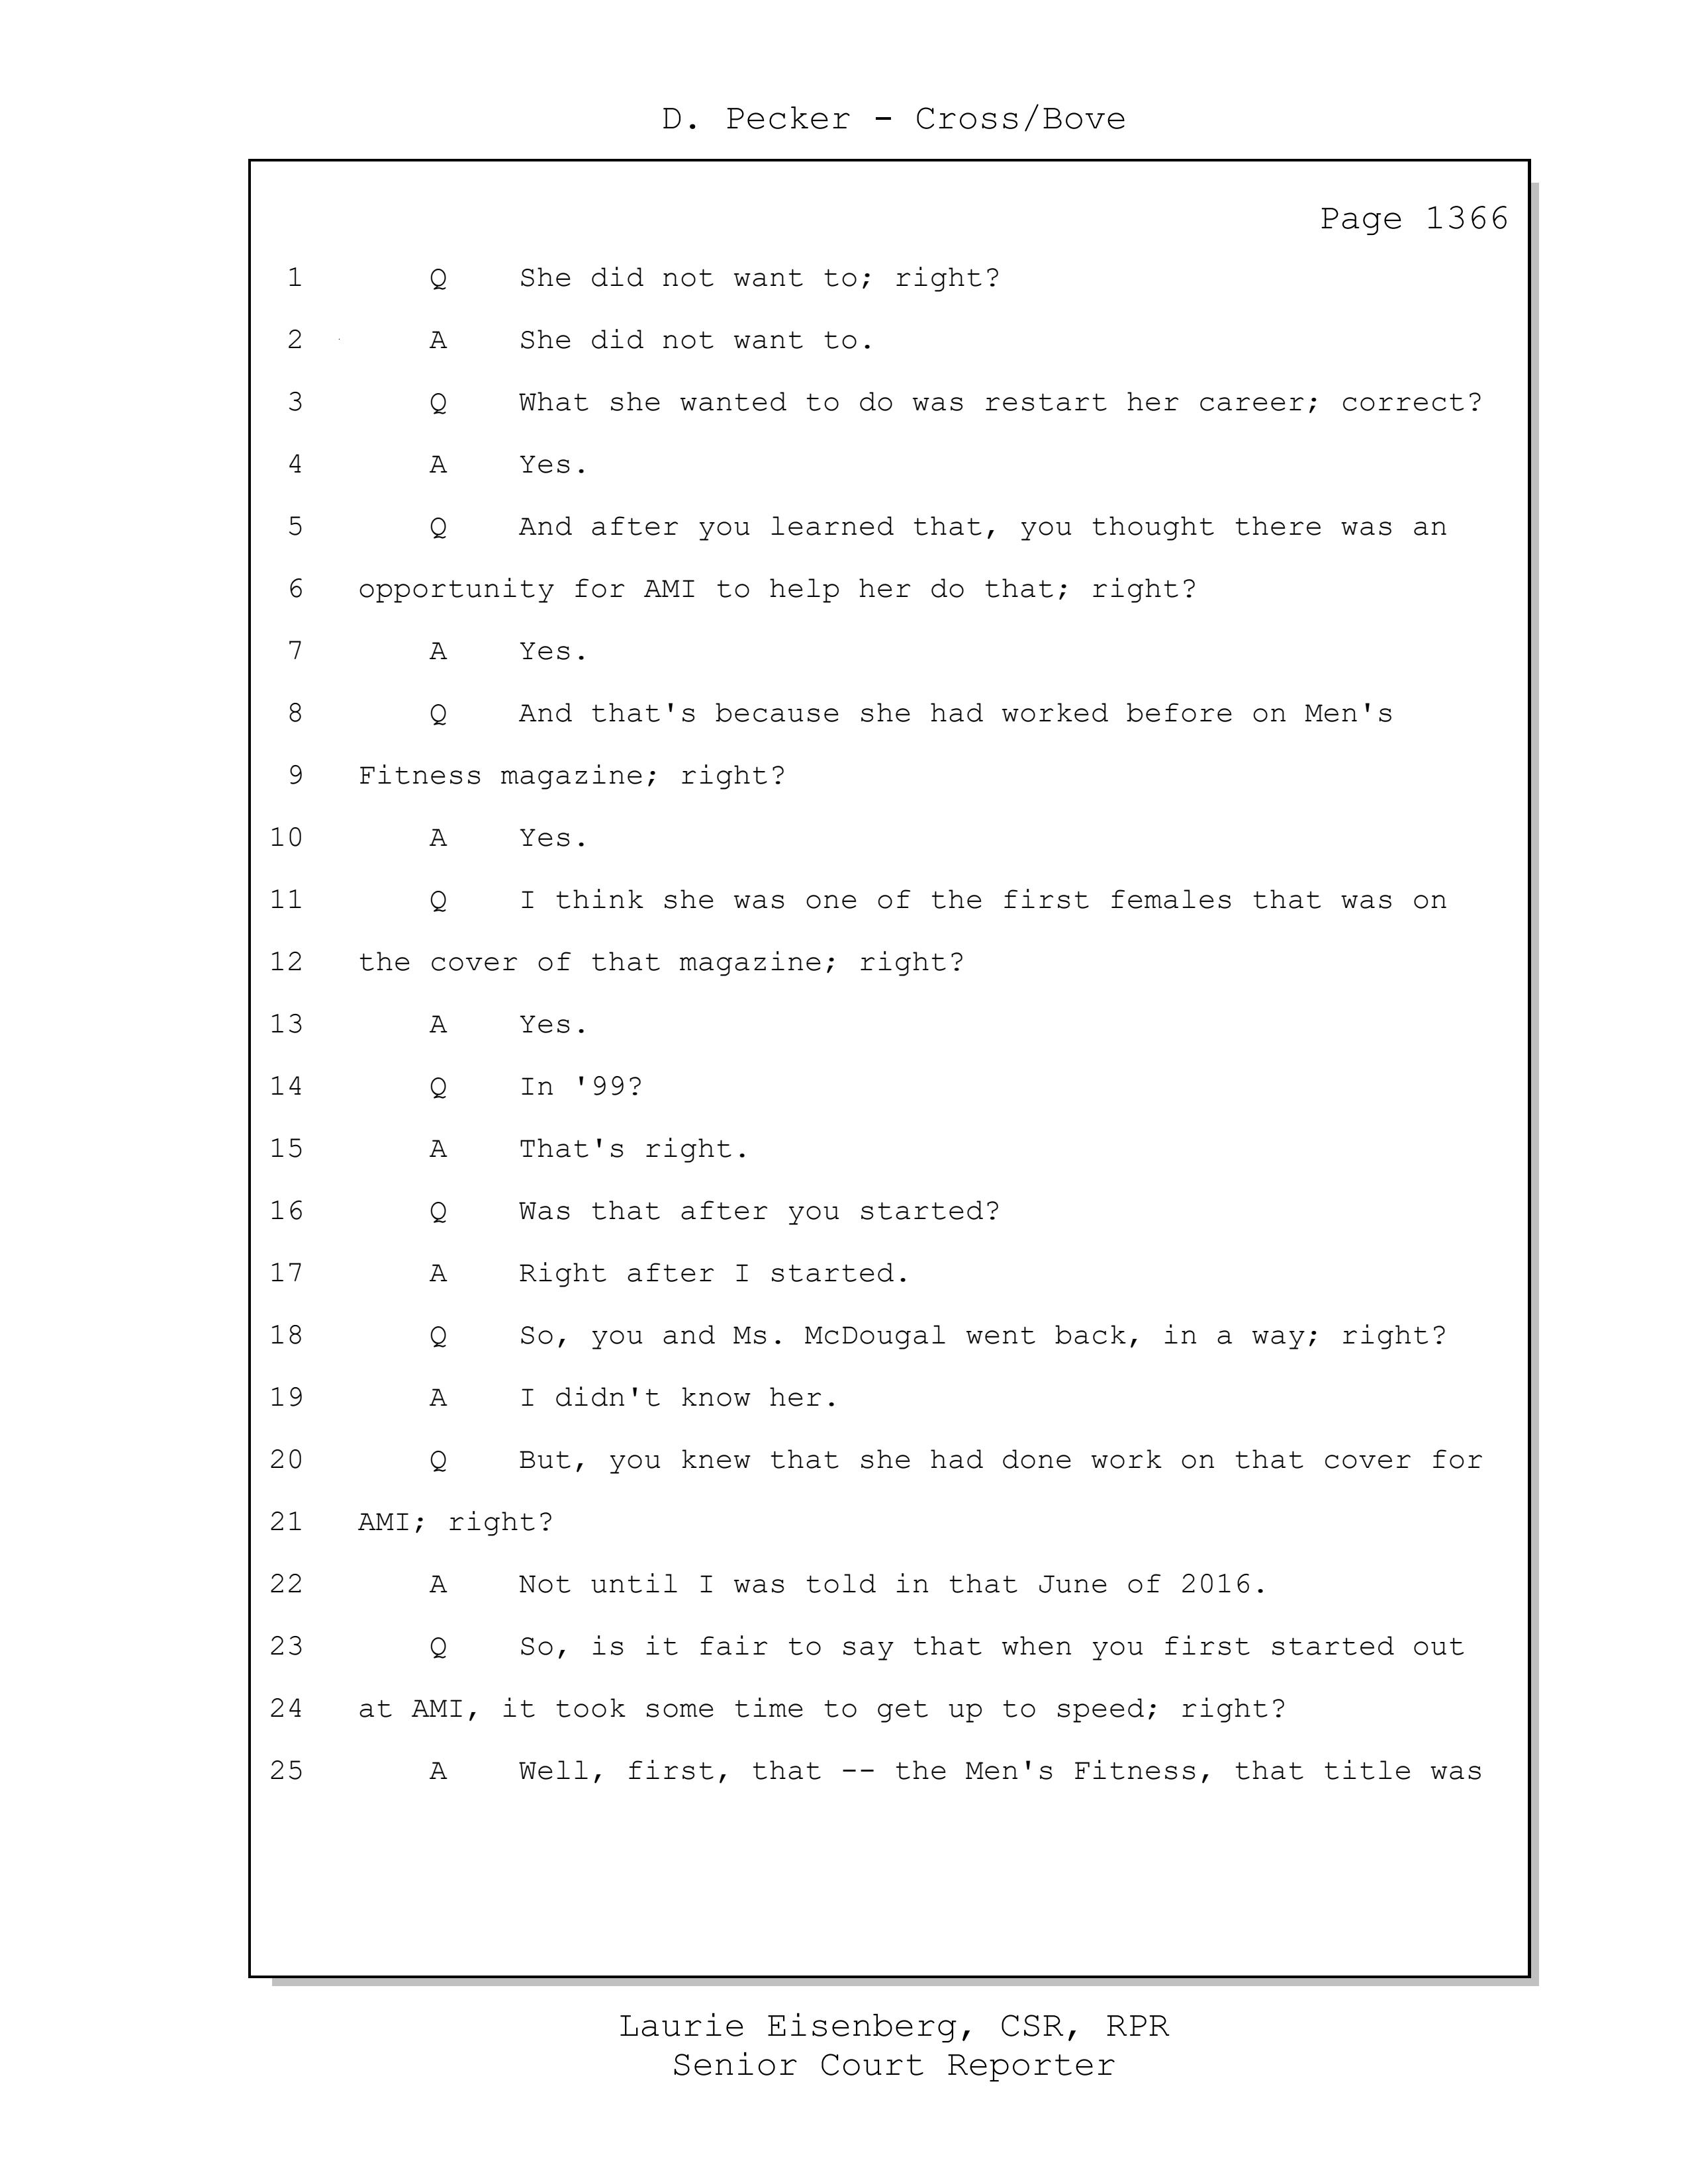 D. Pecker - Cross/Bove
Page 1366
1 Q She did not want to; right?
2 A She did not want to.
3 Q What she wanted to do was restart her career; correct?
4 A Yes.
5 Q And after you learned that, you thought there was an
6 opportunity for AMI to help her do that; right?
7 A Yes.
8 Q And that's because she had worked before on Men's
9 Fitness magazine; right?
10 A Yes.
11 Q I think she was one of the first females that was on
12 the cover of that magazine; right?
13 A Yes.
14 Q In '99?
15 A That's right.
16 Q Was that after you started?
17 A Right after I started.
18 Q So, you and Ms. McDougal went back, in a way; right?
19 A I didn't know her.
20 Q But, you knew that she had done work on that cover for
21 AMI; right?
22 A Not until I was told in that June of 2016.
23 Q So, is it fair to say that when you first started out
24 at AMI, it took some time to get up to speed; right?
25 A Well, first, that -- the Men's Fitness, that title was
Laurie Eisenberg, CSR, RPR
Senior Court Reporter